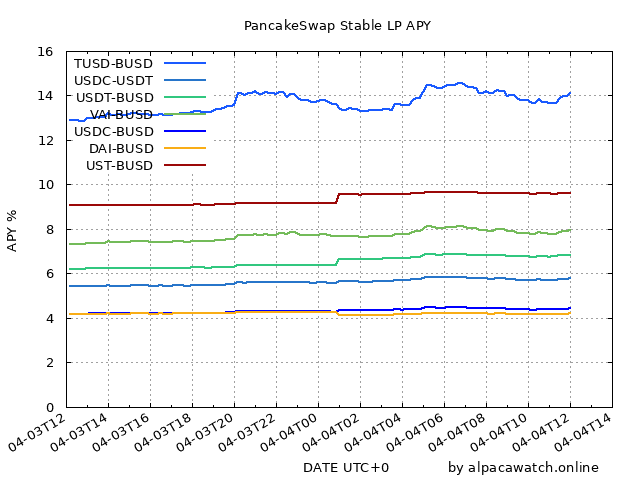 PancakeSwap Stable LP APY
16
14
12
10
8
6
4
2
0
APY %
TUSD-BUSD
USDC-USDT
USDT-BUSD
VAI-BUSD
USDC-BUSD
DAI-BUSD
UST-BUSD
04-03T12
04-03T14
04-03T16
04-03T18
04-03T20
04-03T22
04-04T00
04-04T02
04-04T04
04-04T06
04-04T08
04-04T10
04-04T12
04-04T14
DATE UTC+0
by alpacawatch.online